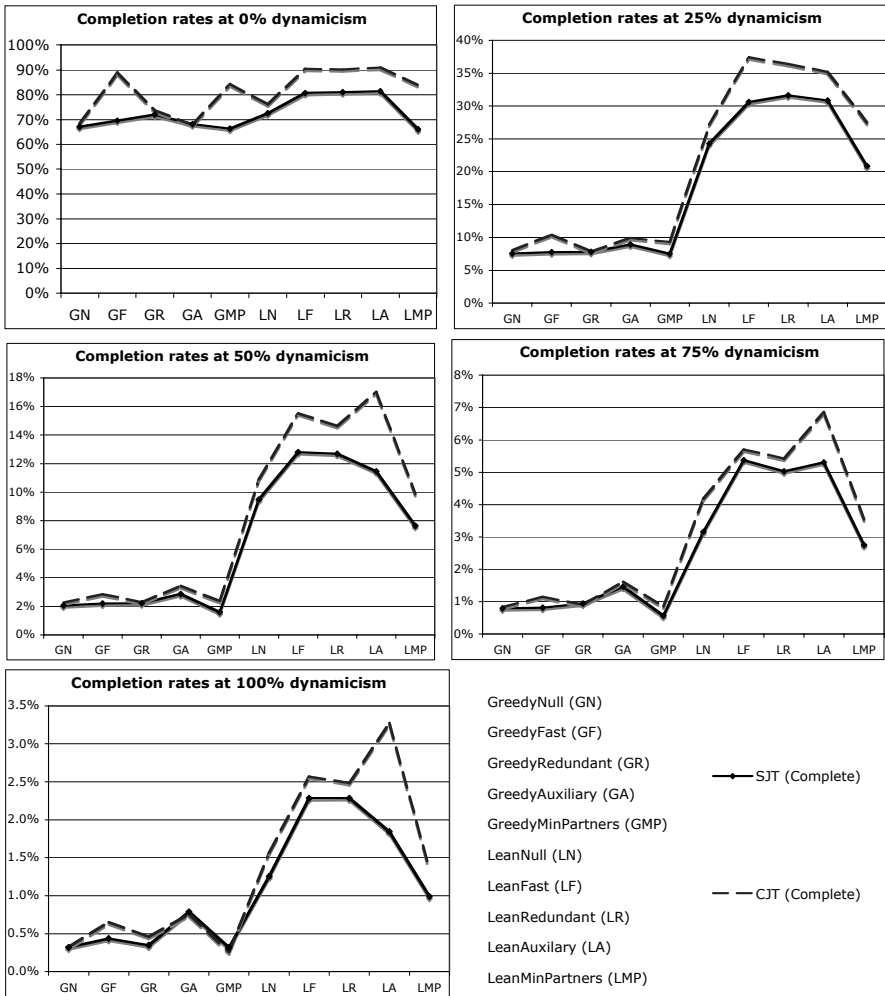 Completion rates at 0% dynamicism
100%
90%
80%
70%
60%
50%
40%
30%
20%
10%
0%
GN GF GR GA GMP LN LF LR LA LMP
Completion rates at 25% dynamicism
40%
35%
30%
25%
20%
15%
10%
5%
0%
GN GF GR GA GMP LN LF LR LA LMP
Completion rates at 50% dynamicism
18%
16%
14%
12%
10%
8%
6%
4%
2%
0%
GN GF GR GA GMP LN LF LR LA LMP
Completion rates at 75% dynamicism
8%
7%
6%
5%
4%
3%
2%
1%
0%
GN GF GR GA GMP LN LF LR LA LMP
Completion rates at 100% dynamicism
3.5%
3.0%
2.5%
2.0%
1.5%
1.0%
0.5%
0.0%
GN GF GR GA GMP LN LF LR LA LMP
GreedyNull (GN)
GreedyFast (GF)
GreedyRedundant (GR)
GreedyAuxiliary (GA)
GreedyMinPartners (GMP)
LeanNull (LN)
LeanFast (LF)
LeanRedundant (LR)
LeanAuxilary (LA)
LeanMinPartners (LMP)
SJT (Complete)
CJT (Complete)